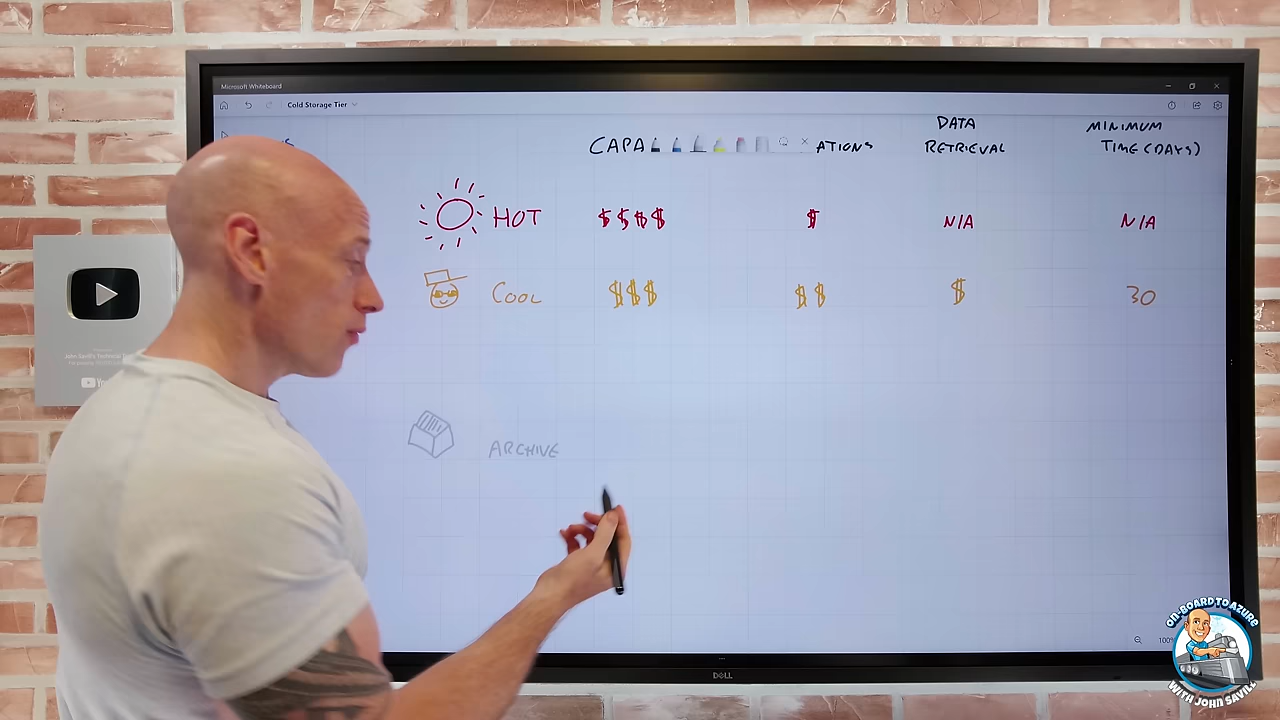 Microsoft Whiteboard
Cold Storage Tier
CAPA
ATIONS
DATA
RETRIEVAL
MINIMUM
TIME (DAYS)
HOT
$$$$
$
N/A
N/A
COOL
$$$
$$
$
30
ARCHIVE
100%
DELL
ON-BOARD TO AZURE
WITH JOHN SAVILL